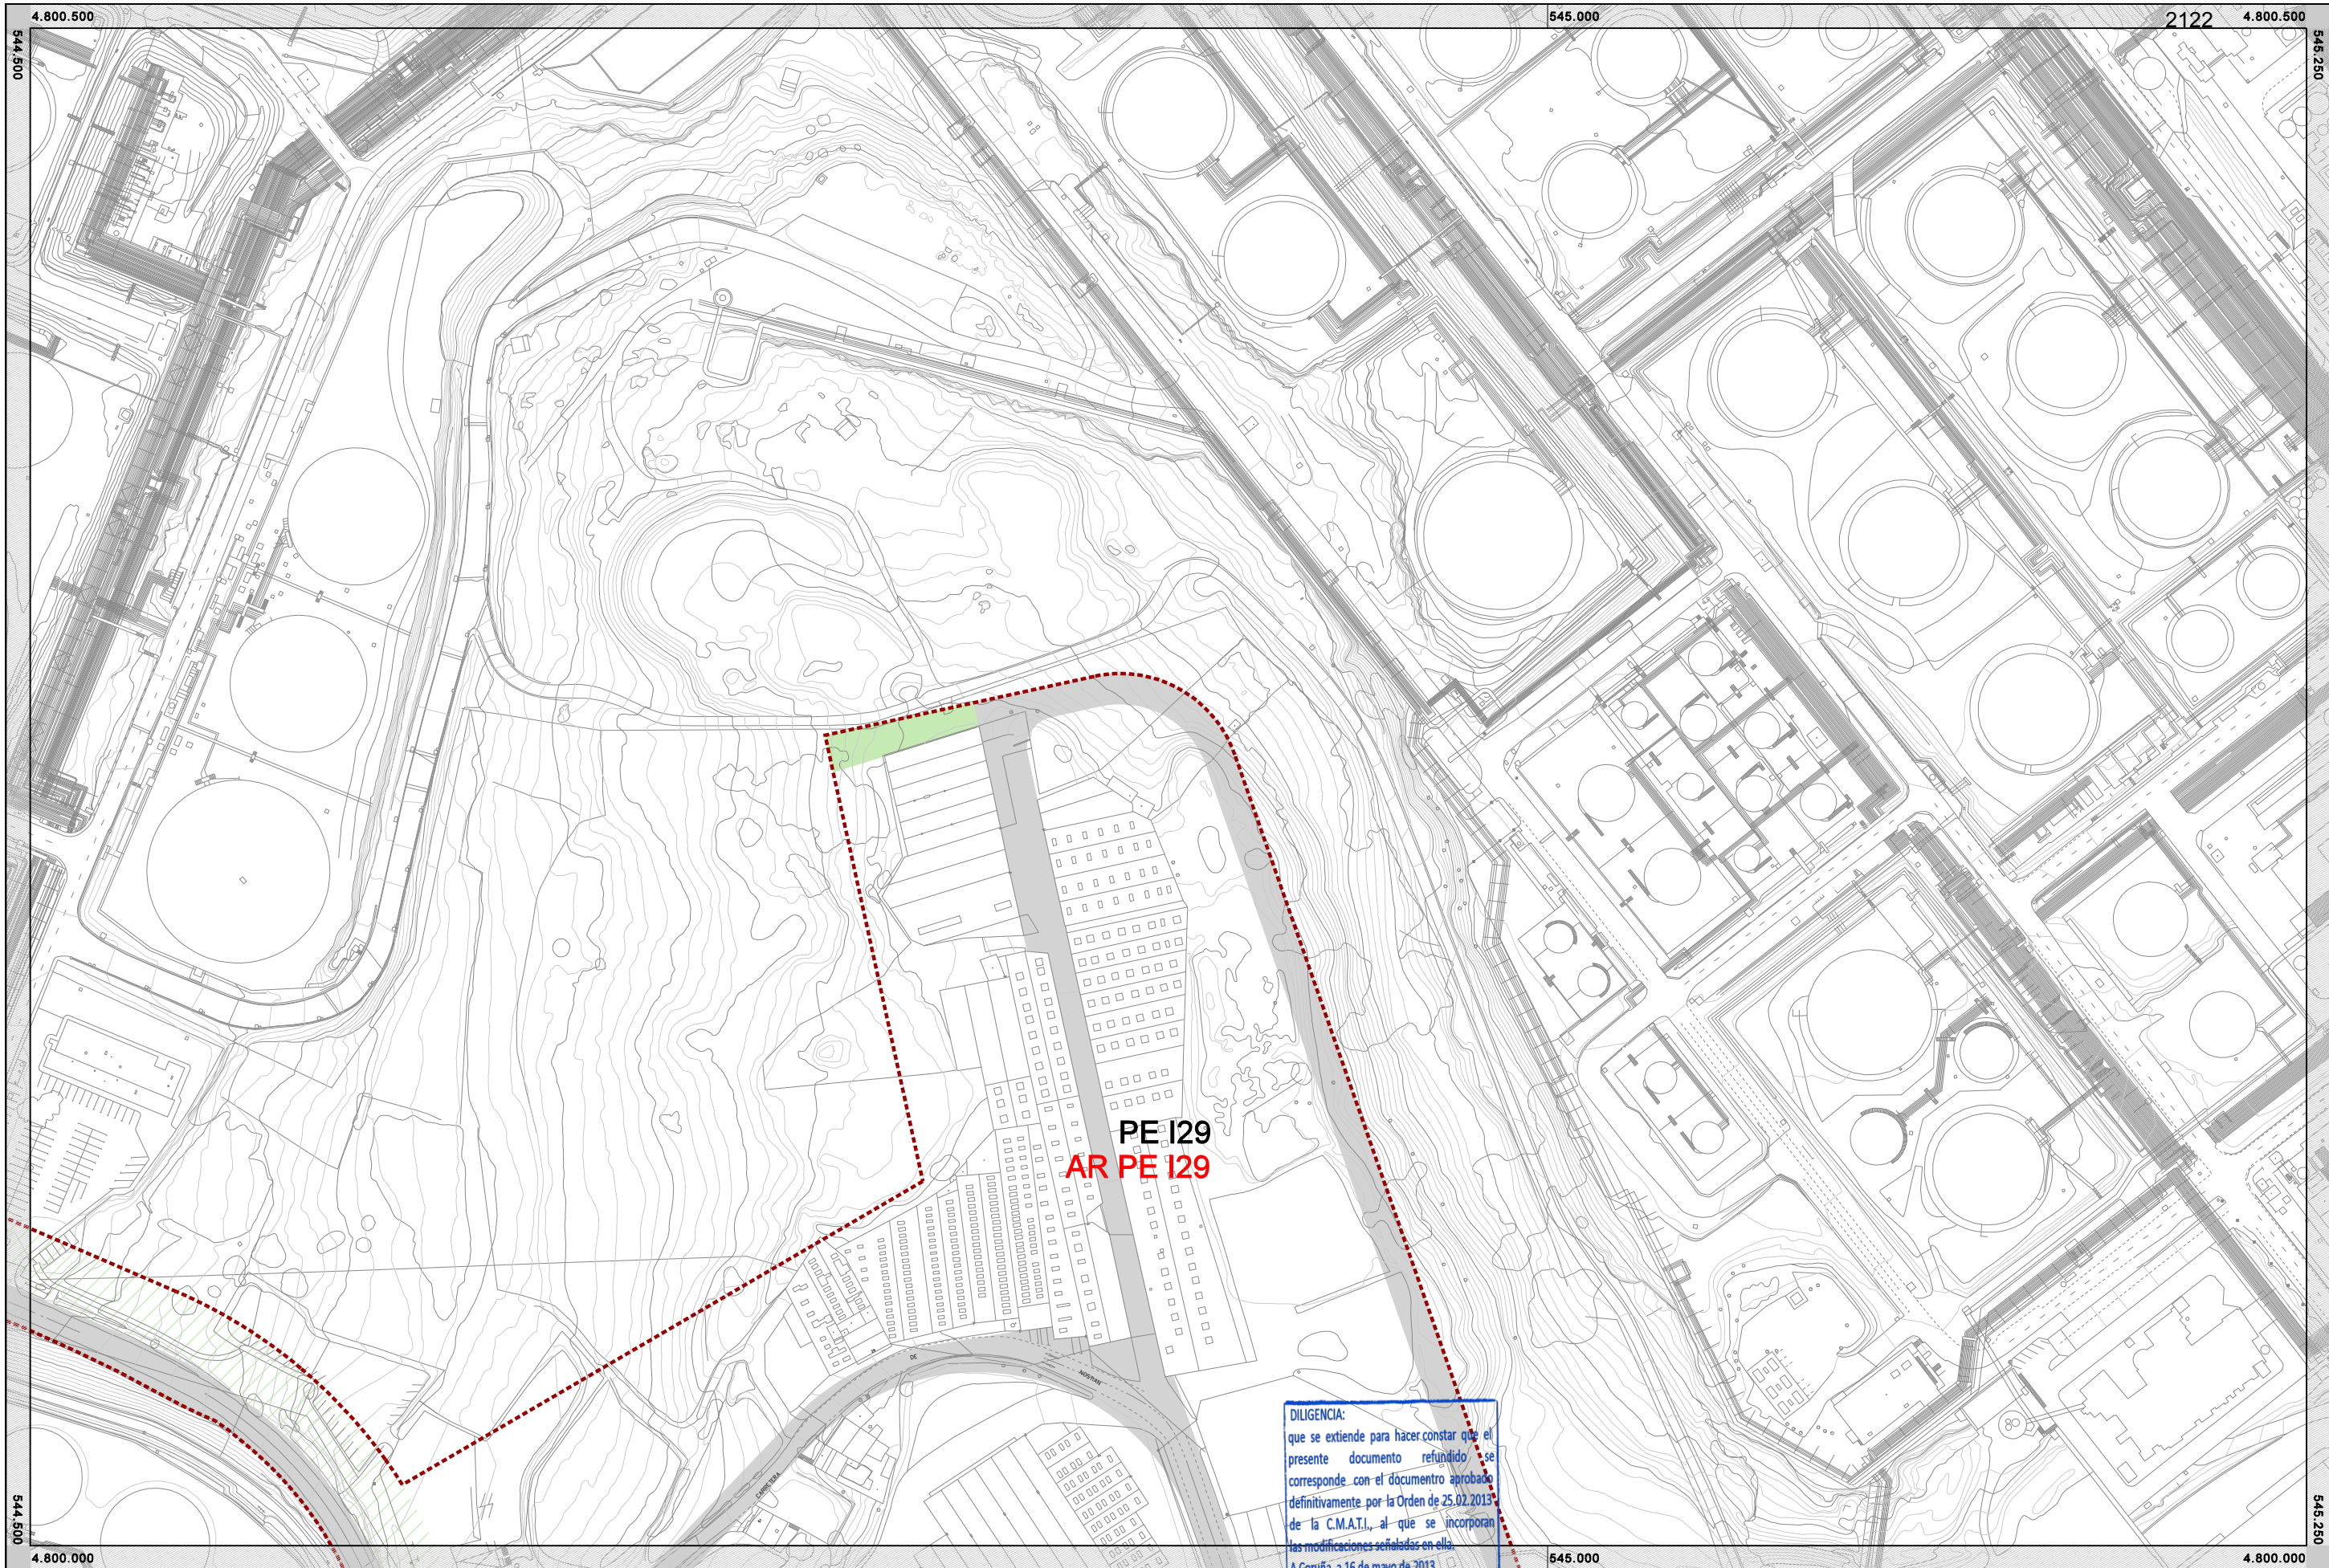 4.800.500
545.000
2122
4.800.500
544.500
545.250
PE I29
AR PE I29
DE
NOSTIAN
CARRETERA
DILIGENCIA:
que se extiende para hacer constar que el
presente documento refundido se
corresponde con el documentro aprobado
definitivamente por la Orden de 25.02.2013
de la C.M.A.T.I., al que se incorporan
las modificaciones señaladas en ella.
A Coruña, a 16 de mayo de 2013
544.500
545.250
4.800.000
545.000
4.800.000